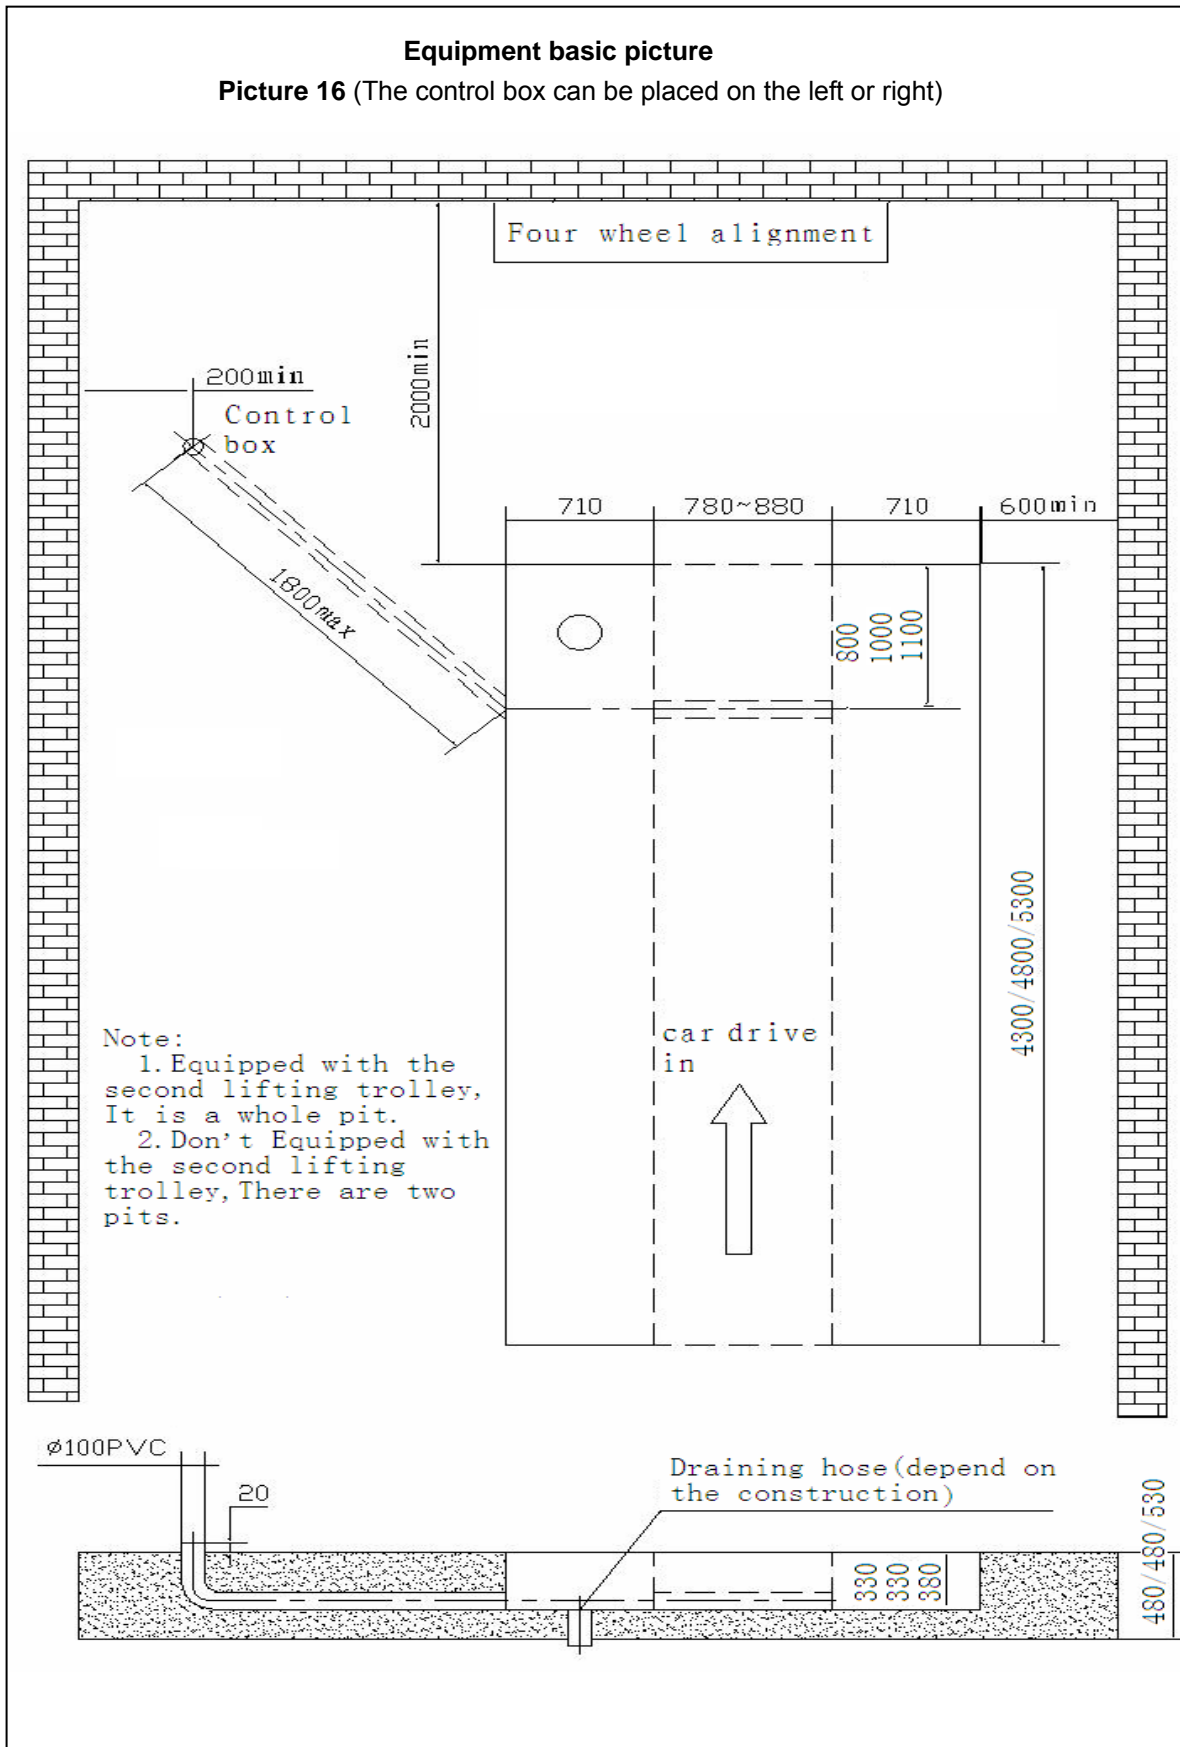 Equipment basic picture
Picture 16 (The control box can be placed on the left or right)
Four wheel alignment
2000min
200min
Control
box
1800max
710
780~880
710
600min
800
1000
1100
4300/4800/5300
car drive
in
Note:
1. Equipped with the
second lifting trolley,
It is a whole pit.
2. Don't Equipped with
the second lifting
trolley, There are two
pits.
ø100PVC
20
Draining hose(depend on
the construction)
330
330
380
480/480/530